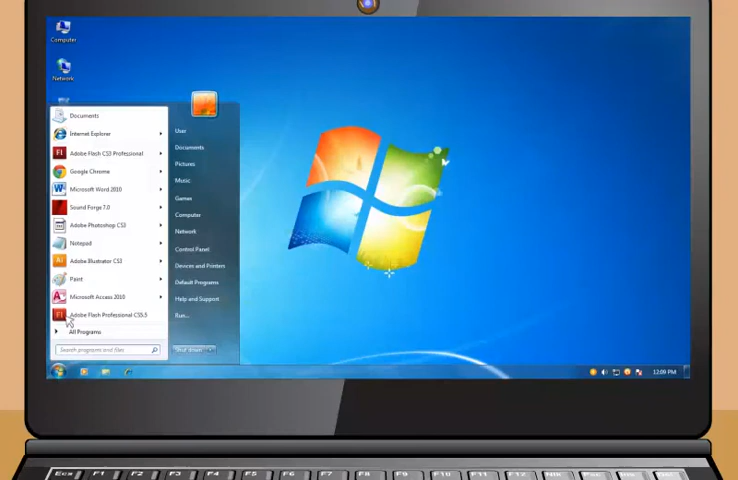 Computer
Network
Documents
Internet Explorer
Adobe Flash CS3 Professional
Google Chrome
Microsoft Word 2010
Sound Forge 7.0
Adobe Photoshop CS3
Notepad
Adobe Illustrator CS3
Paint
Microsoft Access 2010
Adobe Flash Professional CS5.5
All Programs
Search programs and files
User
Documents
Pictures
Music
Games
Computer
Network
Control Panel
Devices and Printers
Default Programs
Help and Support
Run...
Shut down
12:09 PM
F1 F2 F3 F4 F5 F6 F7 F8 F9 F10 F11 F12